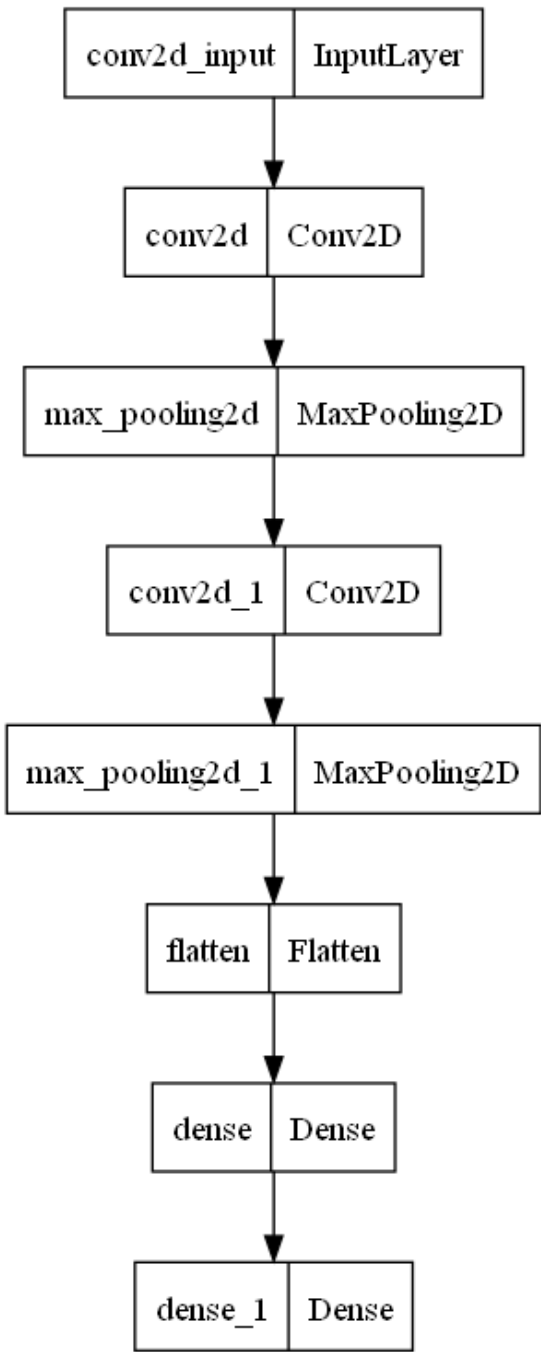 conv2d_input InputLayer
conv2d Conv2D
max_pooling2d MaxPooling2D
conv2d_1 Conv2D
max_pooling2d_1 MaxPooling2D
flatten Flatten
dense Dense
dense_1 Dense